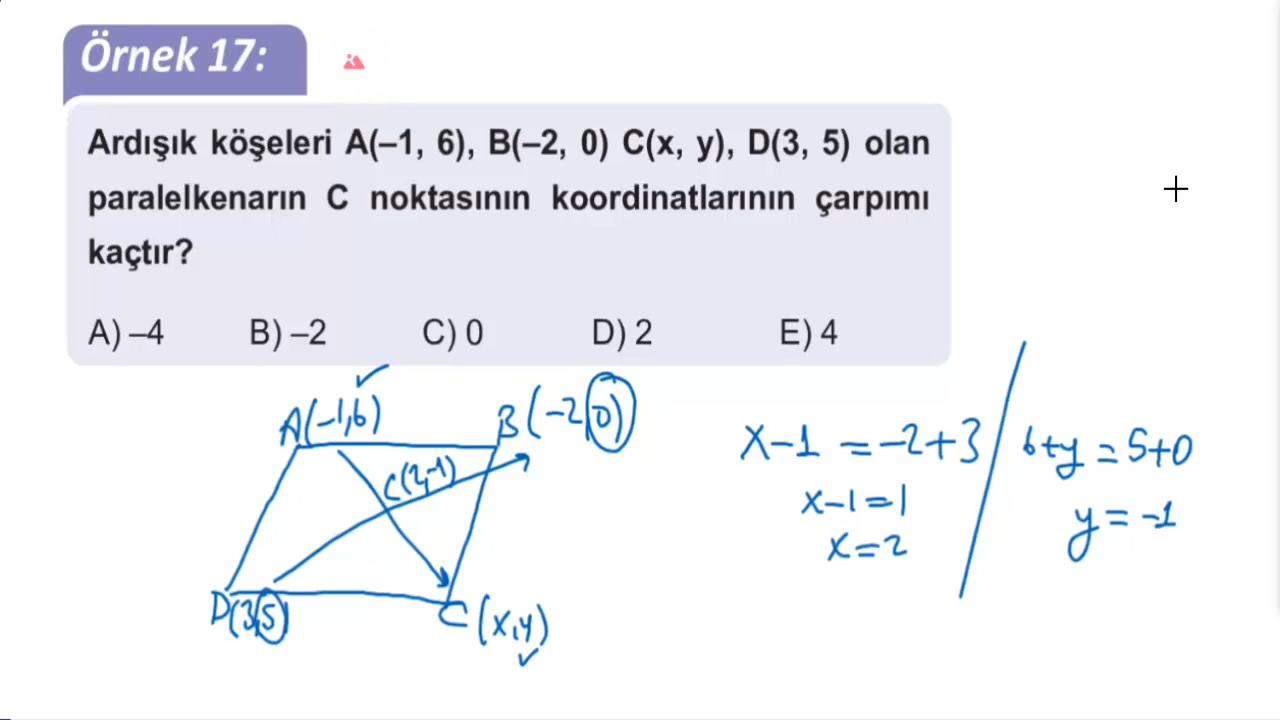 Örnek 17:
Ardışık köşeleri A(–1, 6), B(–2, 0) C(x, y), D(3, 5) olan
paralelkenarın C noktasının koordinatlarının çarpımı
kaçtır?
A) –4 B) –2 C) 0 D) 2 E) 4
A(-1,6)
B(-2,0)
C(2,-1)
D(3,5)
C(x,y)
x-1 = -2+3
x-1=1
x=2
6+y=5+0
y=-1